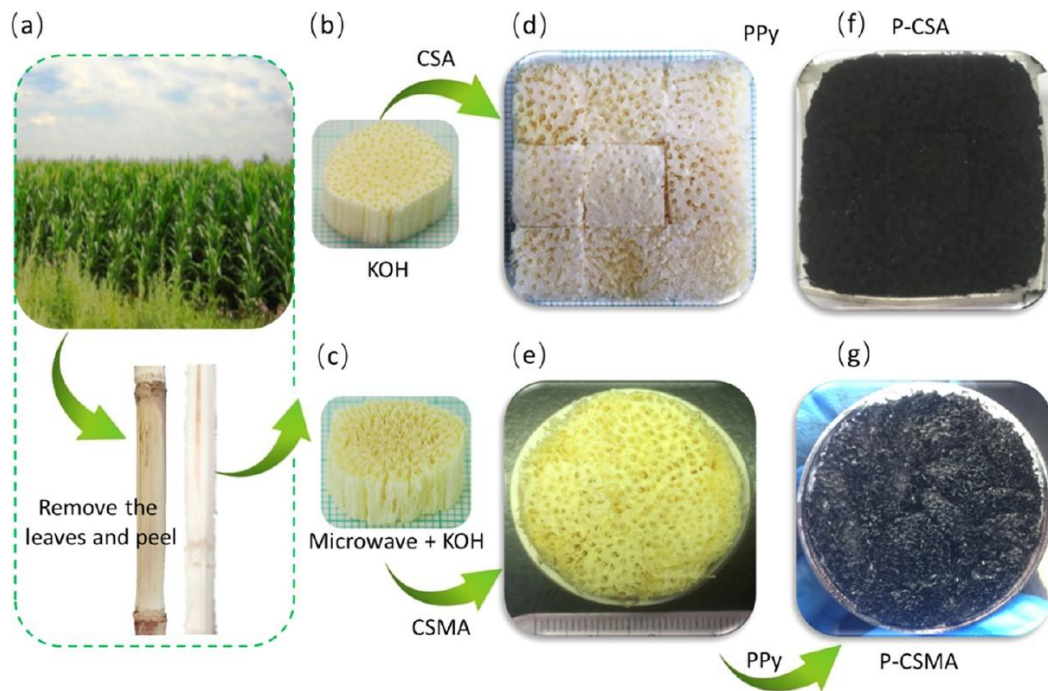 (a)
(b)
(d)
PPy
(f)
P-CSA
CSA
KOH
(c)
(e)
(g)
Remove the
leaves and peel
Microwave + KOH
CSMA
PPy
P-CSMA